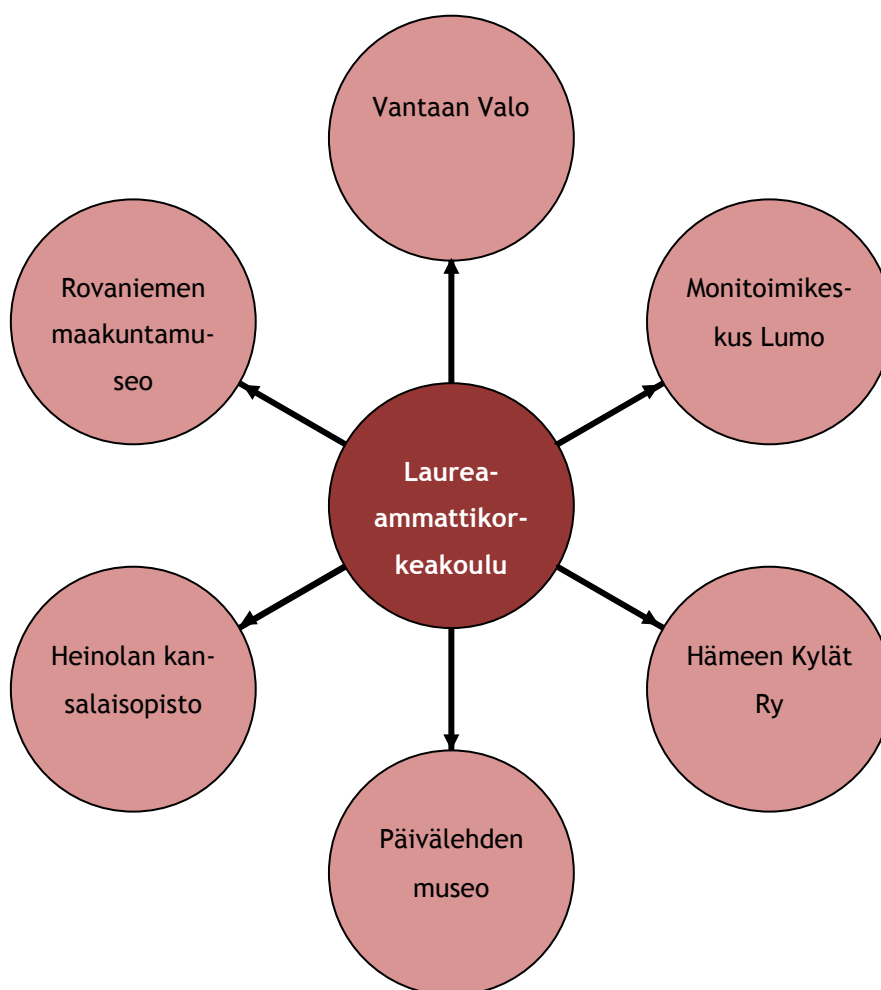 Vantaan Valo
Rovaniemen
maakuntamu-
seo
Monitoimikes-
kus Lumo
Laurea-
ammattikor-
keakoulu
Heinolan kan-
salaisopisto
Hämeen Kylät
Ry
Päivälehden
museo